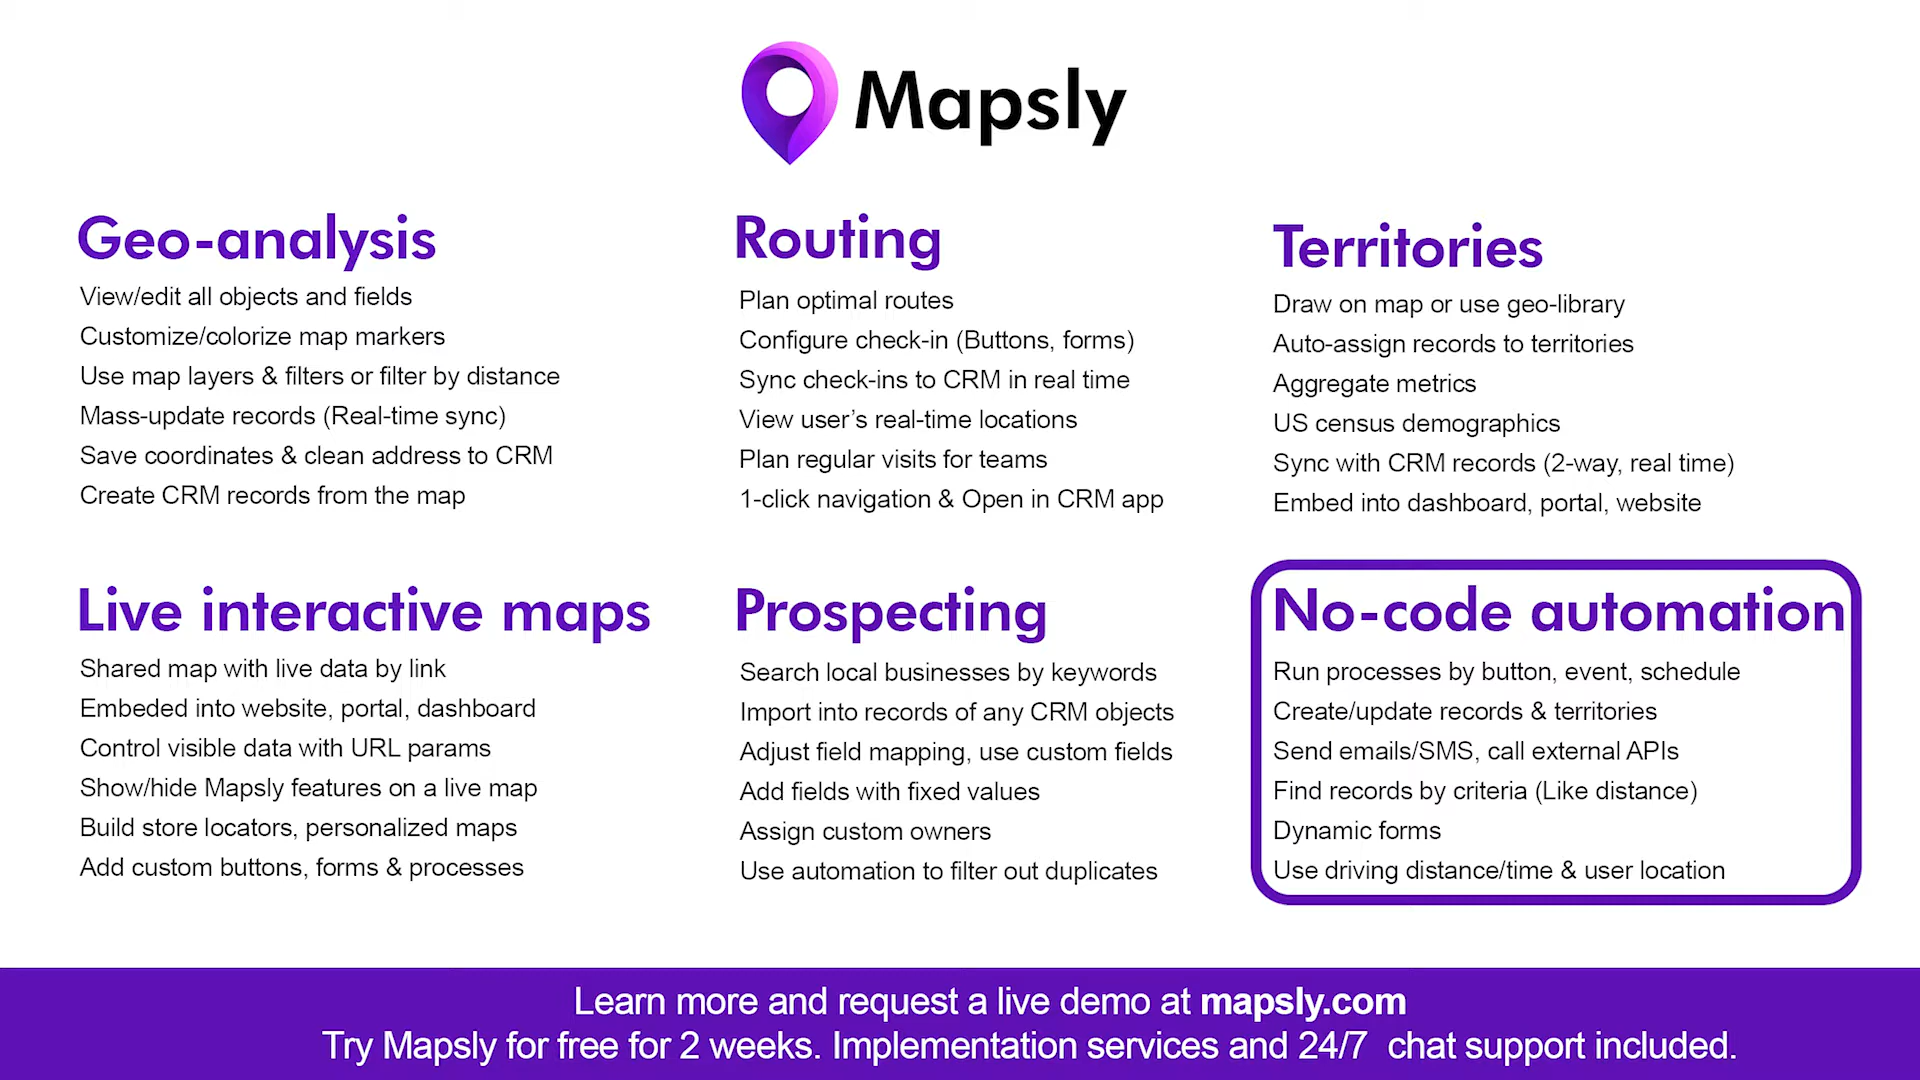 Mapsly
Geo-analysis
View/edit all objects and fields
Customize/colorize map markers
Use map layers & filters or filter by distance
Mass-update records (Real-time sync)
Save coordinates & clean address to CRM
Create CRM records from the map
Routing
Plan optimal routes
Configure check-in (Buttons, forms)
Sync check-ins to CRM in real time
View user’s real-time locations
Plan regular visits for teams
1-click navigation & Open in CRM app
Territories
Draw on map or use geo-library
Auto-assign records to territories
Aggregate metrics
US census demographics
Sync with CRM records (2-way, real time)
Embed into dashboard, portal, website
Live interactive maps
Shared map with live data by link
Embeded into website, portal, dashboard
Control visible data with URL params
Show/hide Mapsly features on a live map
Build store locators, personalized maps
Add custom buttons, forms & processes
Prospecting
Search local businesses by keywords
Import into records of any CRM objects
Adjust field mapping, use custom fields
Add fields with fixed values
Assign custom owners
Use automation to filter out duplicates
No-code automation
Run processes by button, event, schedule
Create/update records & territories
Send emails/SMS, call external APIs
Find records by criteria (Like distance)
Dynamic forms
Use driving distance/time & user location
Learn more and request a live demo at mapsly.com
Try Mapsly for free for 2 weeks. Implementation services and 24/7 chat support included.